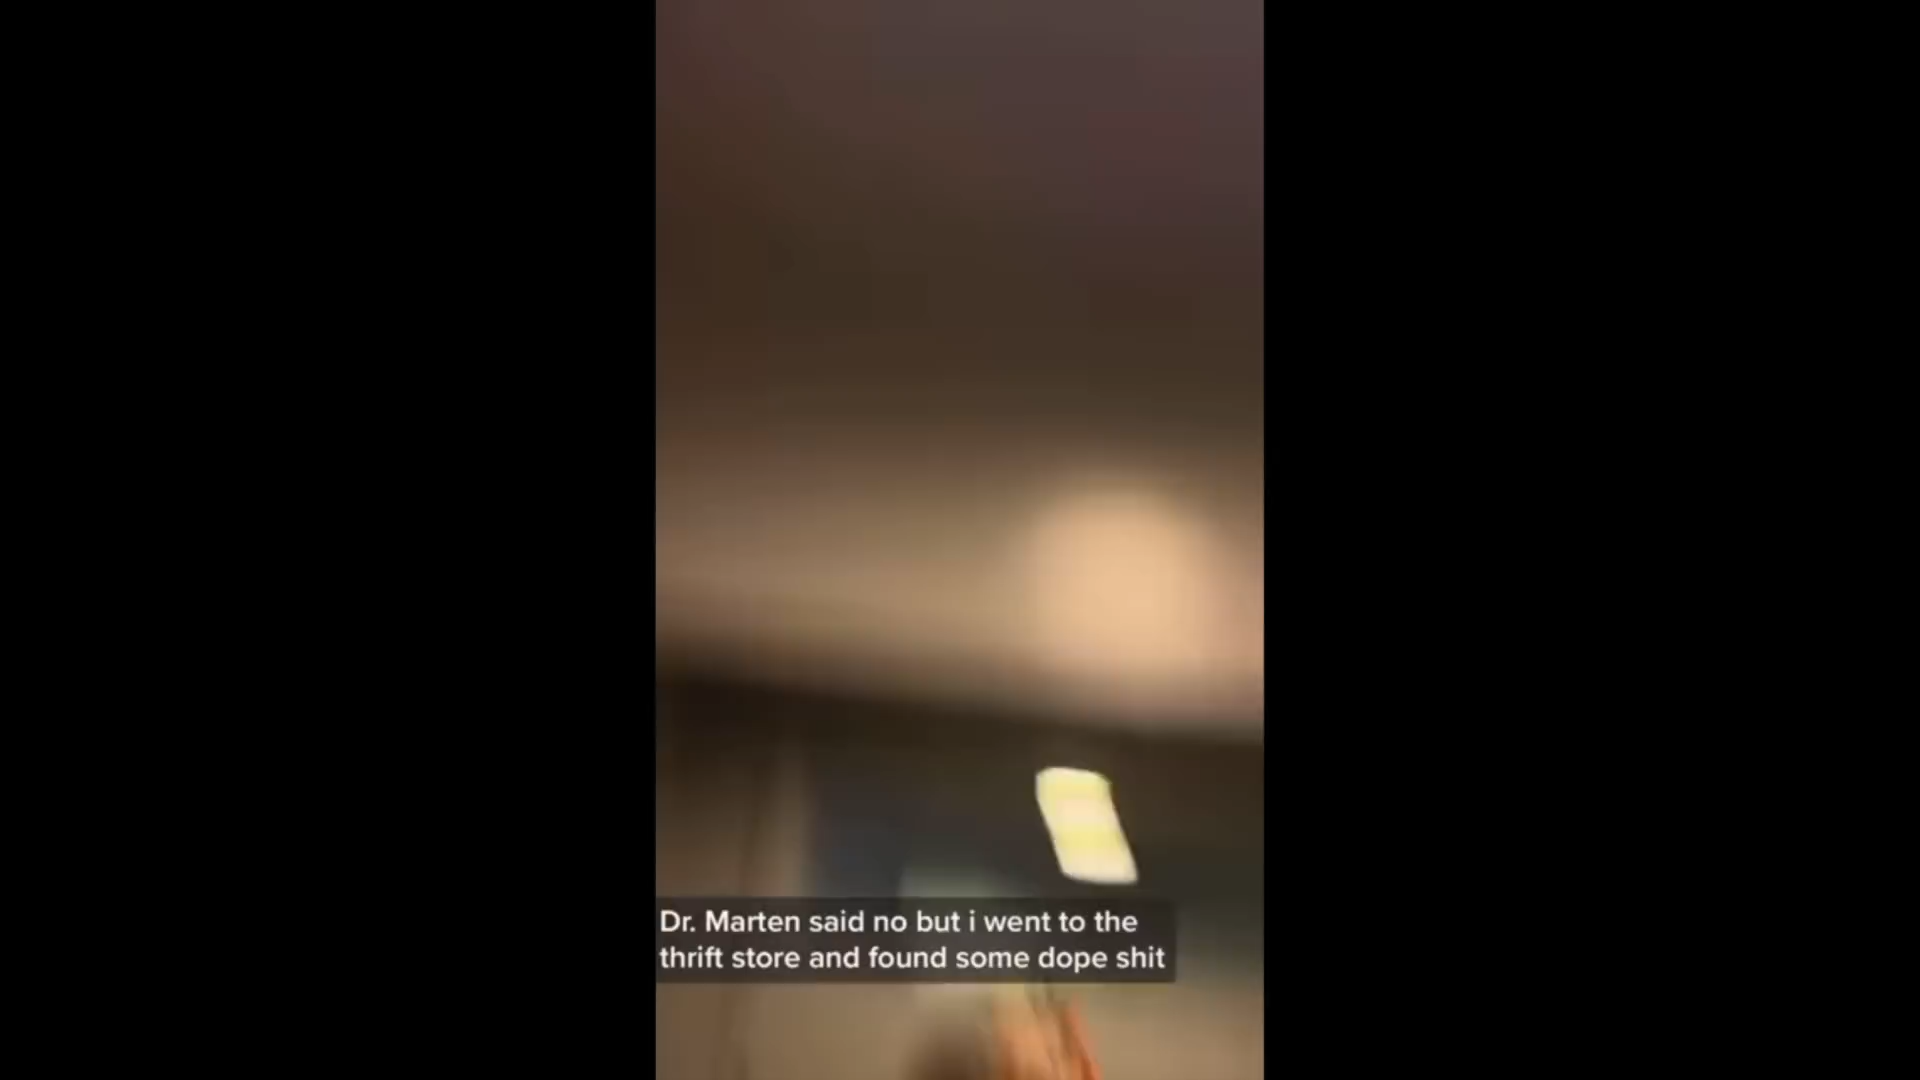 Dr. Marten said no but i went to the
thrift store and found some dope shit